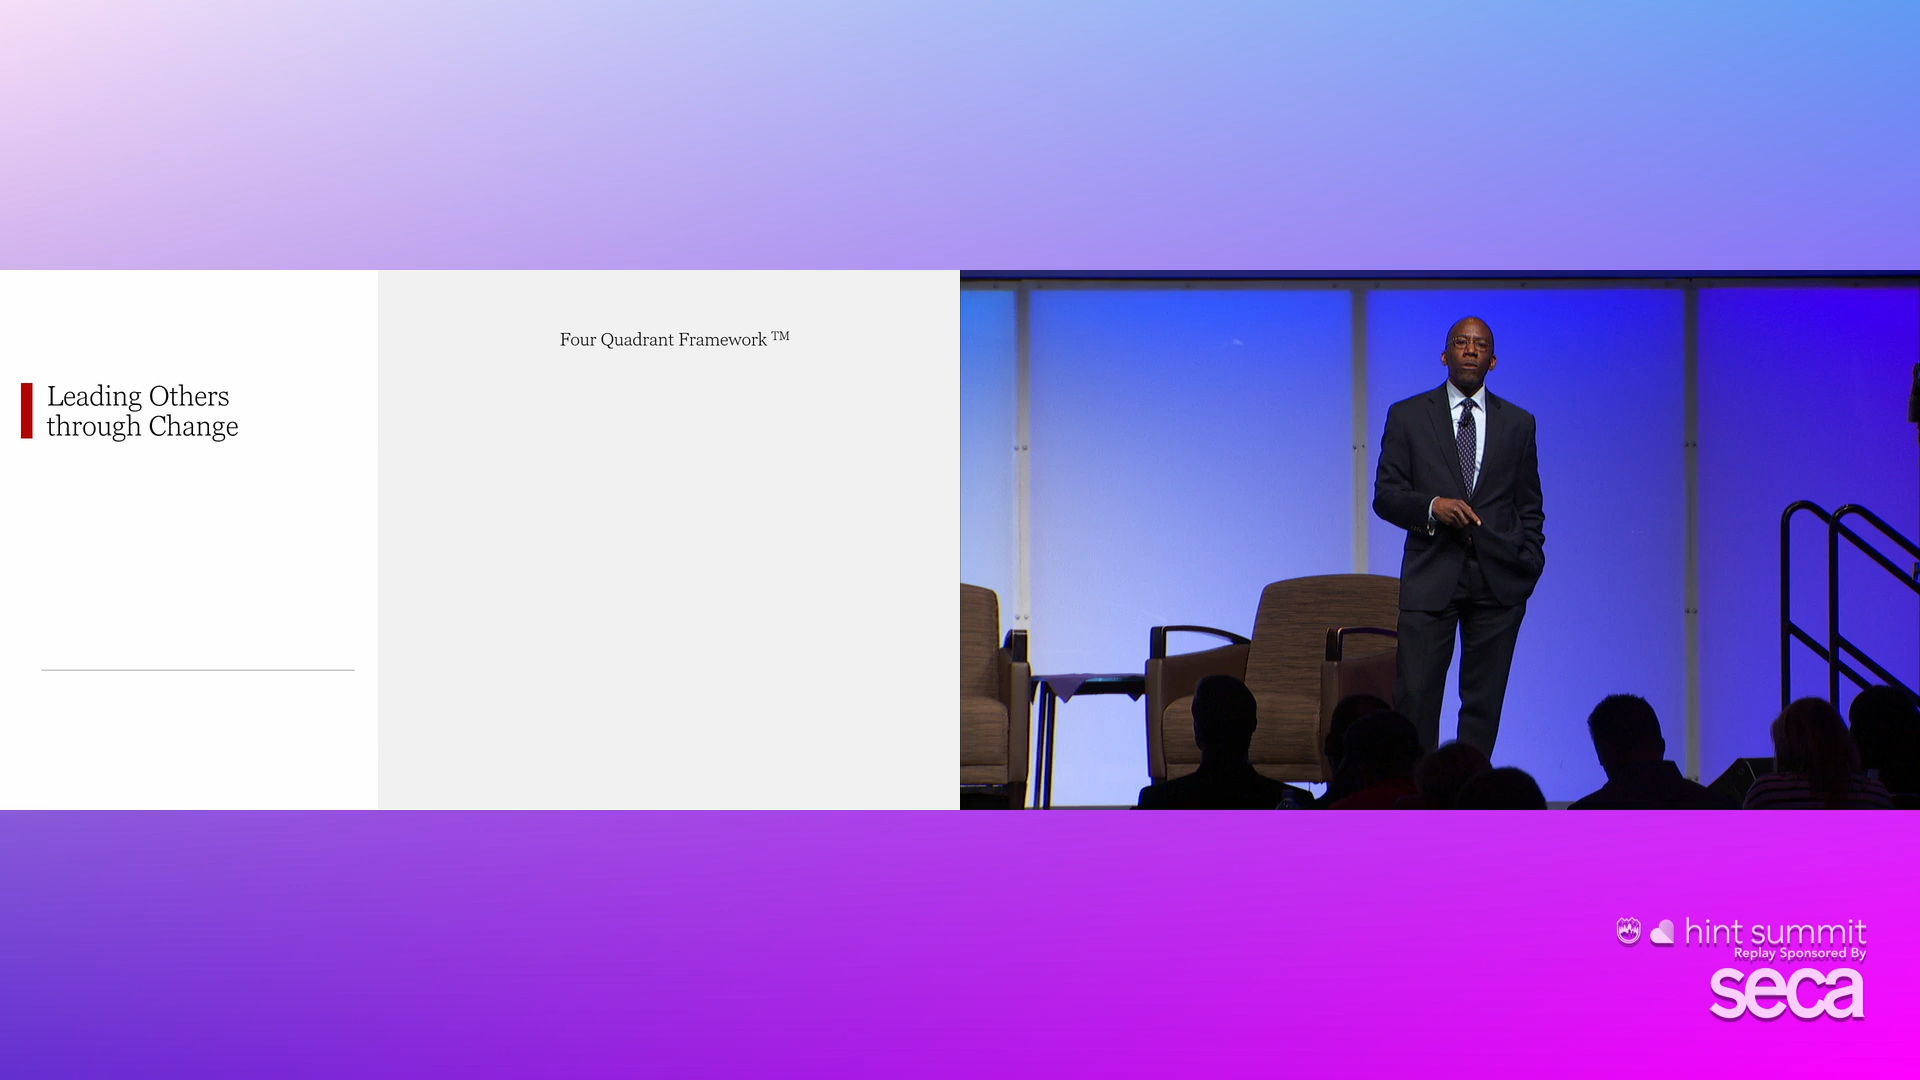 Leading Others
through Change
Four Quadrant Framework ™
hint summit
Replay Sponsored By
seca